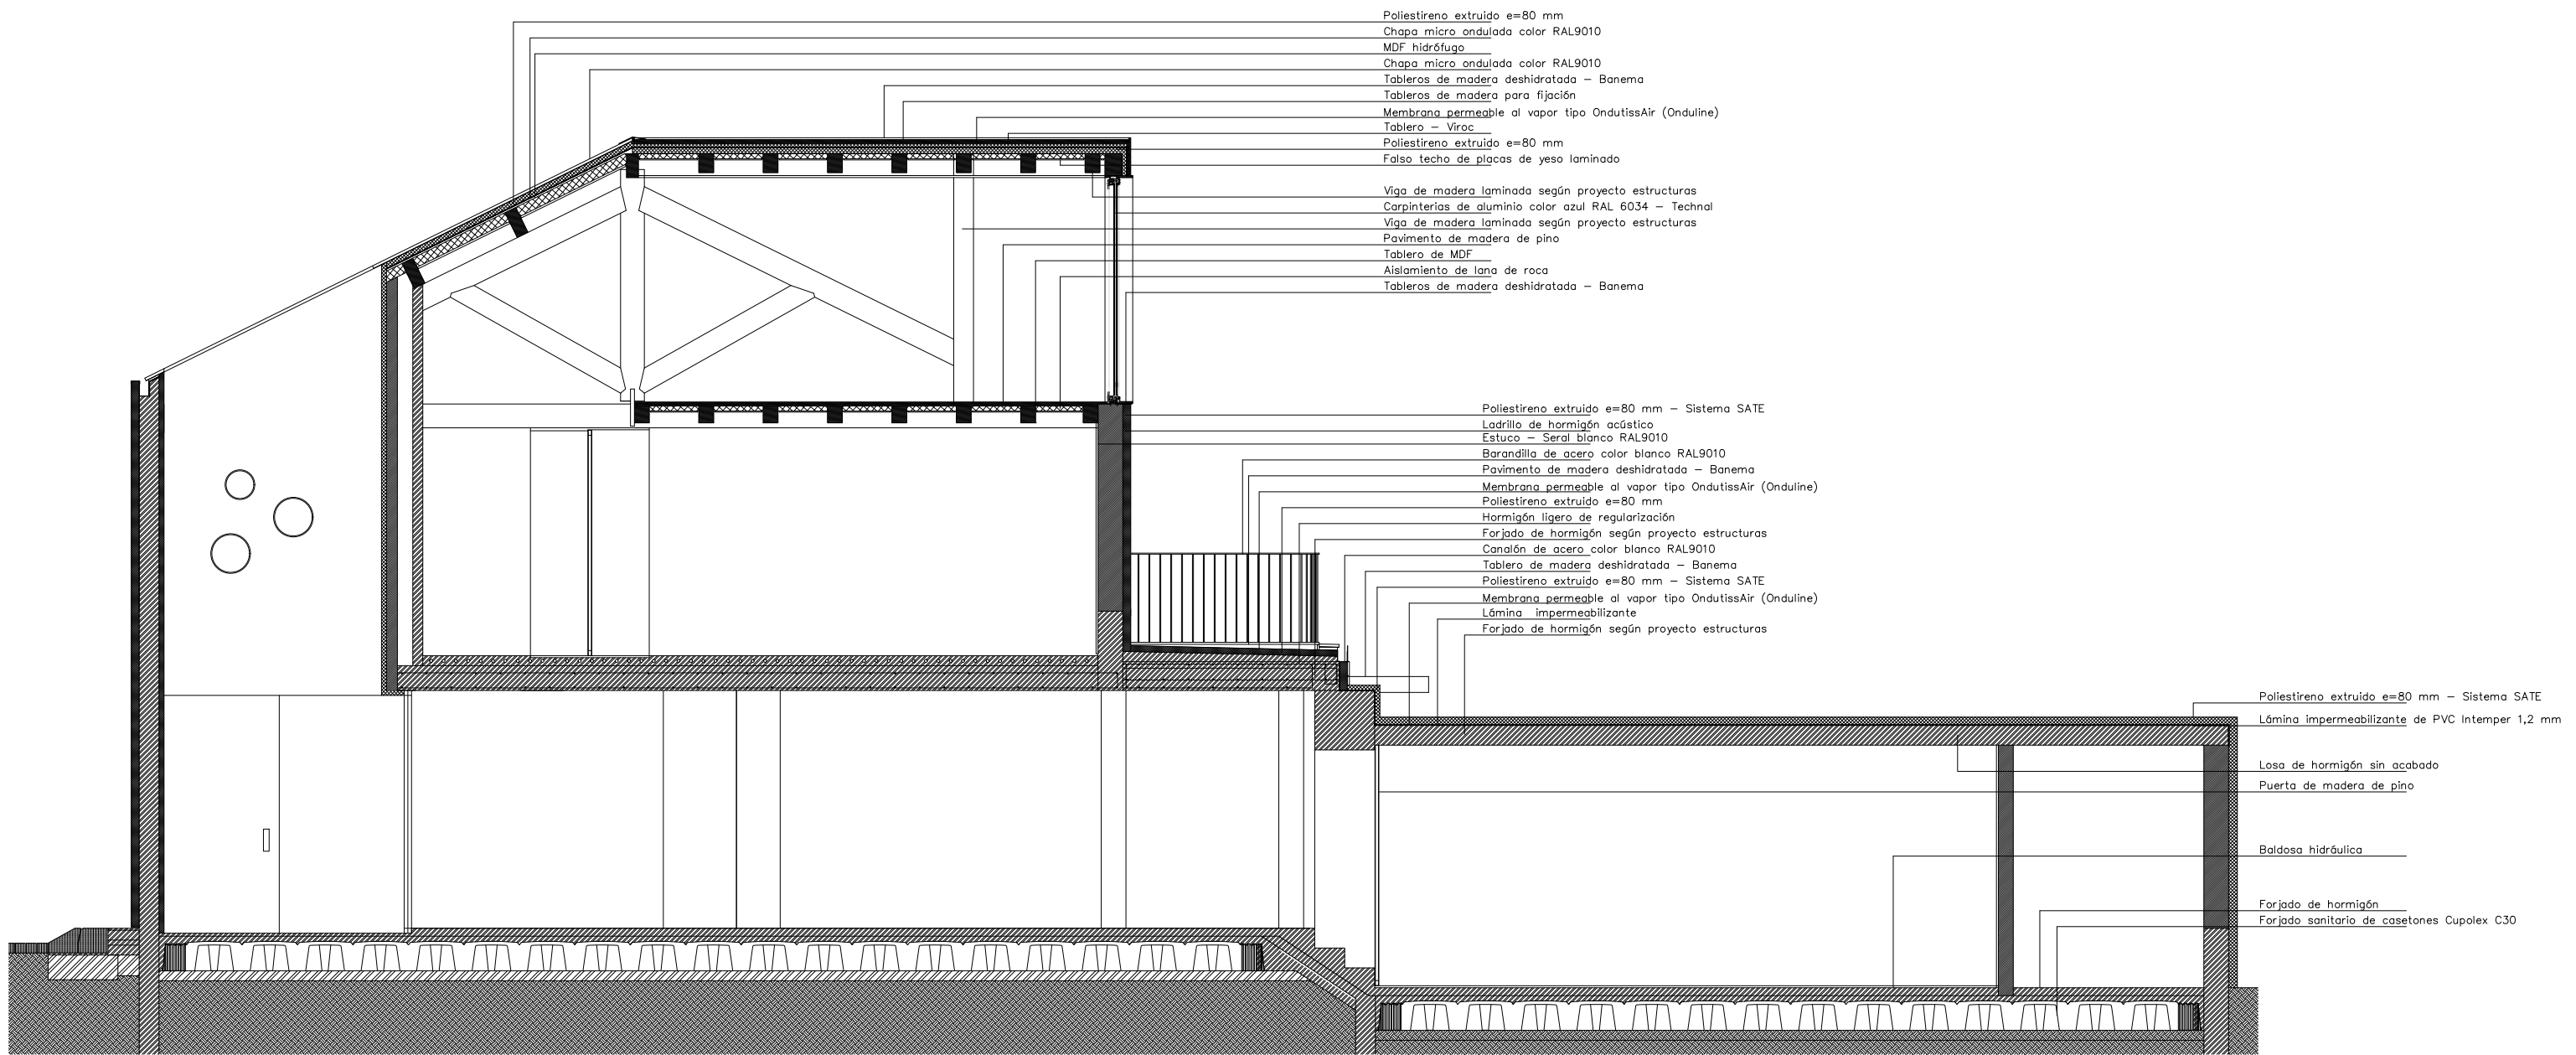 Poliestireno extruido e=80 mm
Chapa micro ondulada color RAL9010
MDF hidrófugo
Chapa micro ondulada color RAL9010
Tableros de madera deshidratada – Banema
Tableros de madera para fijación
Membrana permeable al vapor tipo OndutissAir (Onduline)
Tablero – Viroc
Poliestireno extruido e=80 mm
Falso techo de placas de yeso laminado
Viga de madera laminada según proyecto estructuras
Carpinterias de aluminio color azul RAL 6034 – Technal
Viga de madera laminada según proyecto estructuras
Pavimento de madera de pino
Tablero de MDF
Aislamiento de lana de roca
Tableros de madera deshidratada – Banema
Poliestireno extruido e=80 mm – Sistema SATE
Ladrillo de hormigón acústico
Estuco – Seral blanco RAL9010
Barandilla de acero color blanco RAL9010
Pavimento de madera deshidratada – Banema
Membrana permeable al vapor tipo OndutissAir (Onduline)
Poliestireno extruido e=80 mm
Hormigón ligero de regularización
Forjado de hormigón según proyecto estructuras
Canalón de acero color blanco RAL9010
Tablero de madera deshidratada – Banema
Poliestireno extruido e=80 mm – Sistema SATE
Membrana permeable al vapor tipo OndutissAir (Onduline)
Lámina impermeabilizante
Forjado de hormigón según proyecto estructuras
Poliestireno extruido e=80 mm – Sistema SATE
Lámina impermeabilizante de PVC Intemper 1,2 mm
Losa de hormigón sin acabado
Puerta de madera de pino
Baldosa hidráulica
Forjado de hormigón
Forjado sanitario de casetones Cupolex C30